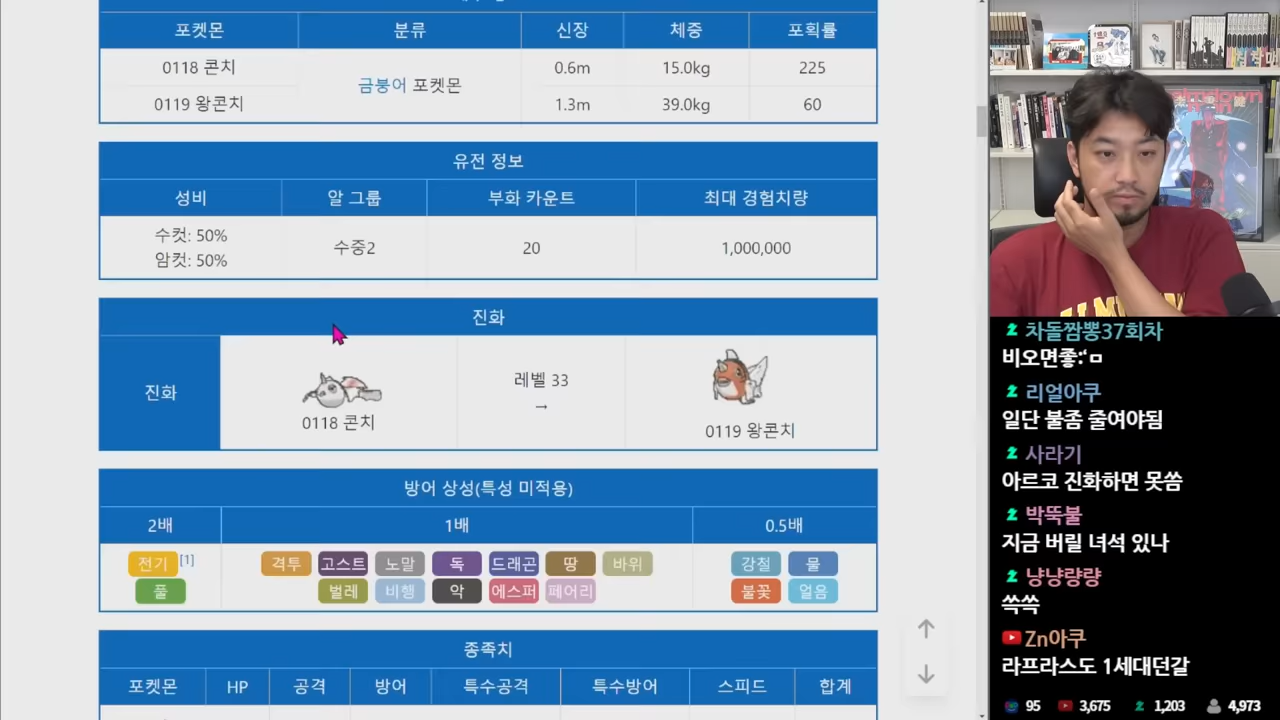 포켓몬 분류 신장 체중 포획률
0118 콘치 금붕어 포켓몬 0.6m 15.0kg 225
0119 왕콘치 1.3m 39.0kg 60
유전 정보
성비 알 그룹 부화 카운트 최대 경험치량
수컷: 50%
암컷: 50%
수중2 20 1,000,000
진화
진화
0118 콘치
레벨 33
→
0119 왕콘치
방어 상성(특성 미적용)
2배 1배 0.5배
전기 [1] 격투 고스트 노말 독 드래곤 땅 바위 강철 물
풀 벌레 비행 악 에스퍼 페어리 불꽃 얼음
종족치
포켓몬 HP 공격 방어 특수공격 특수방어 스피드 합계
차돌짬뽕37회차
비오면좋:'ㅁ
리얼아쿠
일단 불좀 줄여야됨
사라기
아르코 진화하면 못씀
박뚝불
지금 버릴 녀석 있나
냥냥량량
쓱쓱
Zn아쿠
라프라스도 1세대던갈
95 3,675 1,203 4,973